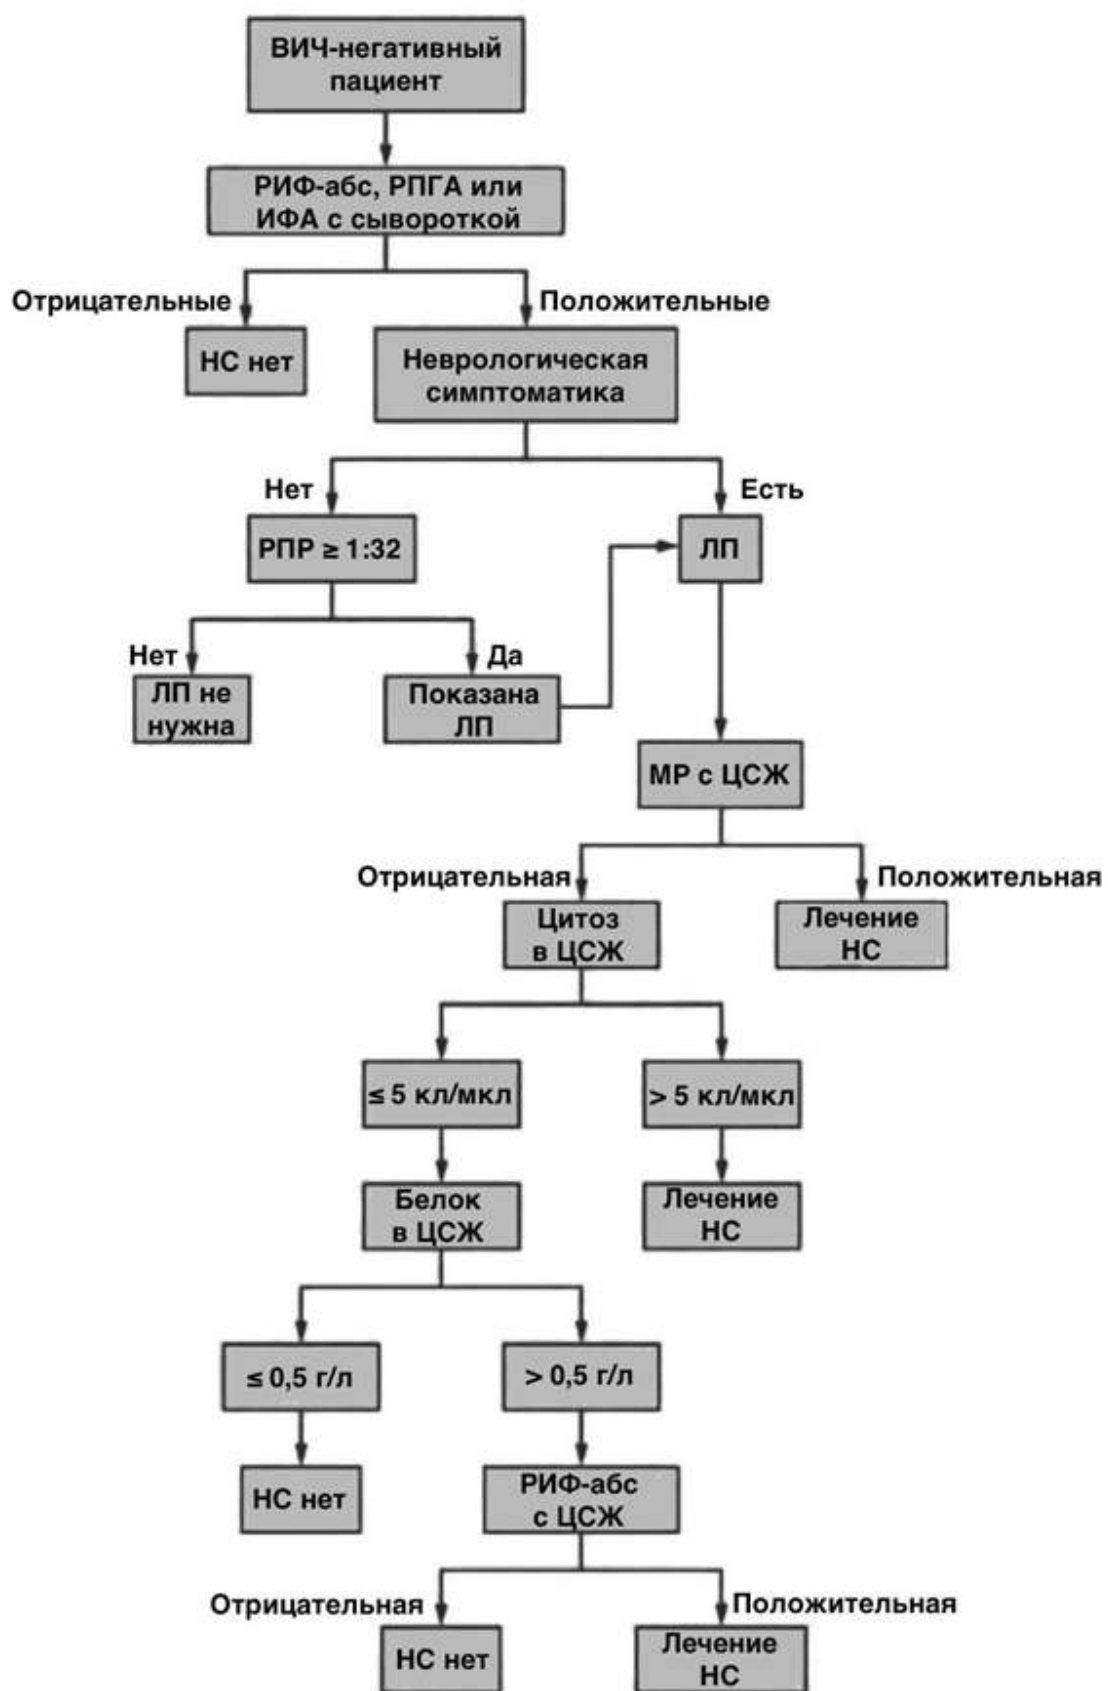 ВИЧ-негативный
пациент
РИФ-абс, РПГА или
ИФА с сывороткой
Отрицательные
Положительные
НС нет
Неврологическая
симптоматика
Нет
Есть
РПР ≥ 1:32
ЛП
Нет
Да
ЛП не
нужна
Показана
ЛП
МР с ЦСЖ
Отрицательная
Положительная
Цитоз
в ЦСЖ
Лечение
НС
≤ 5 кл/мкл
> 5 кл/мкл
Белок
в ЦСЖ
Лечение
НС
≤ 0,5 г/л
> 0,5 г/л
НС нет
РИФ-абс
с ЦСЖ
Отрицательная
Положительная
НС нет
Лечение
НС